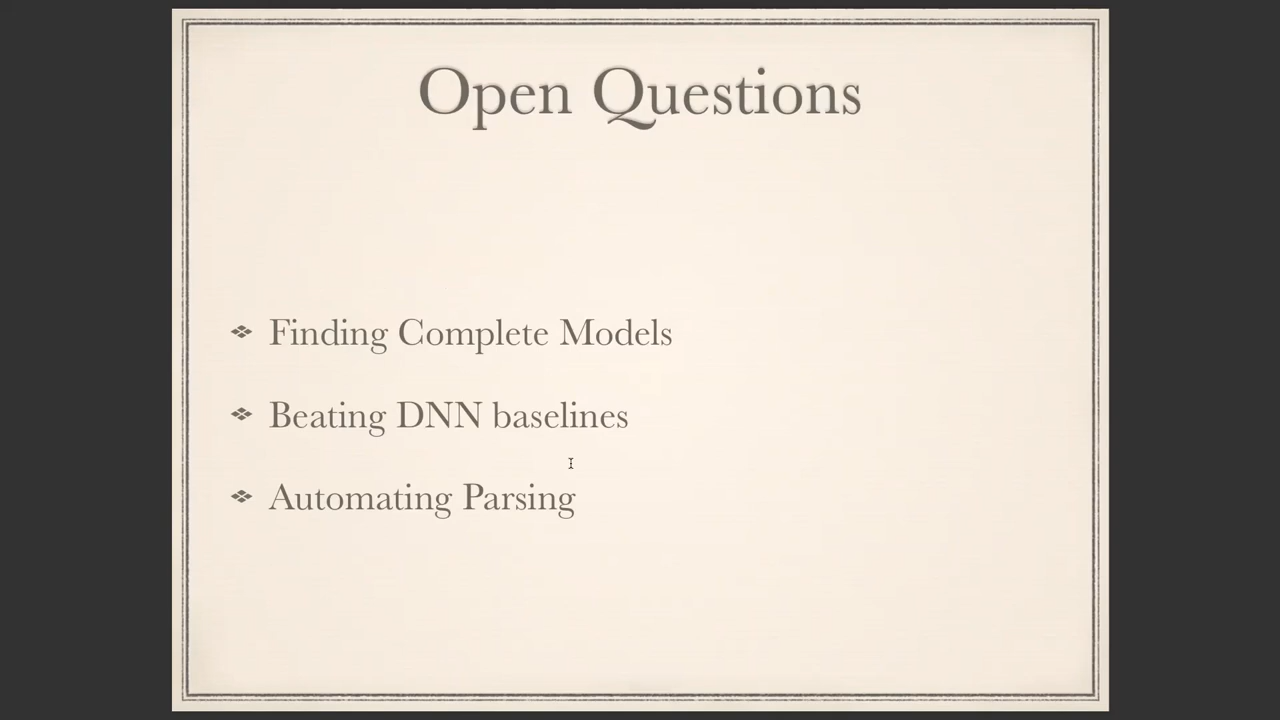 Open Questions
Finding Complete Models
Beating DNN baselines
Automating Parsing